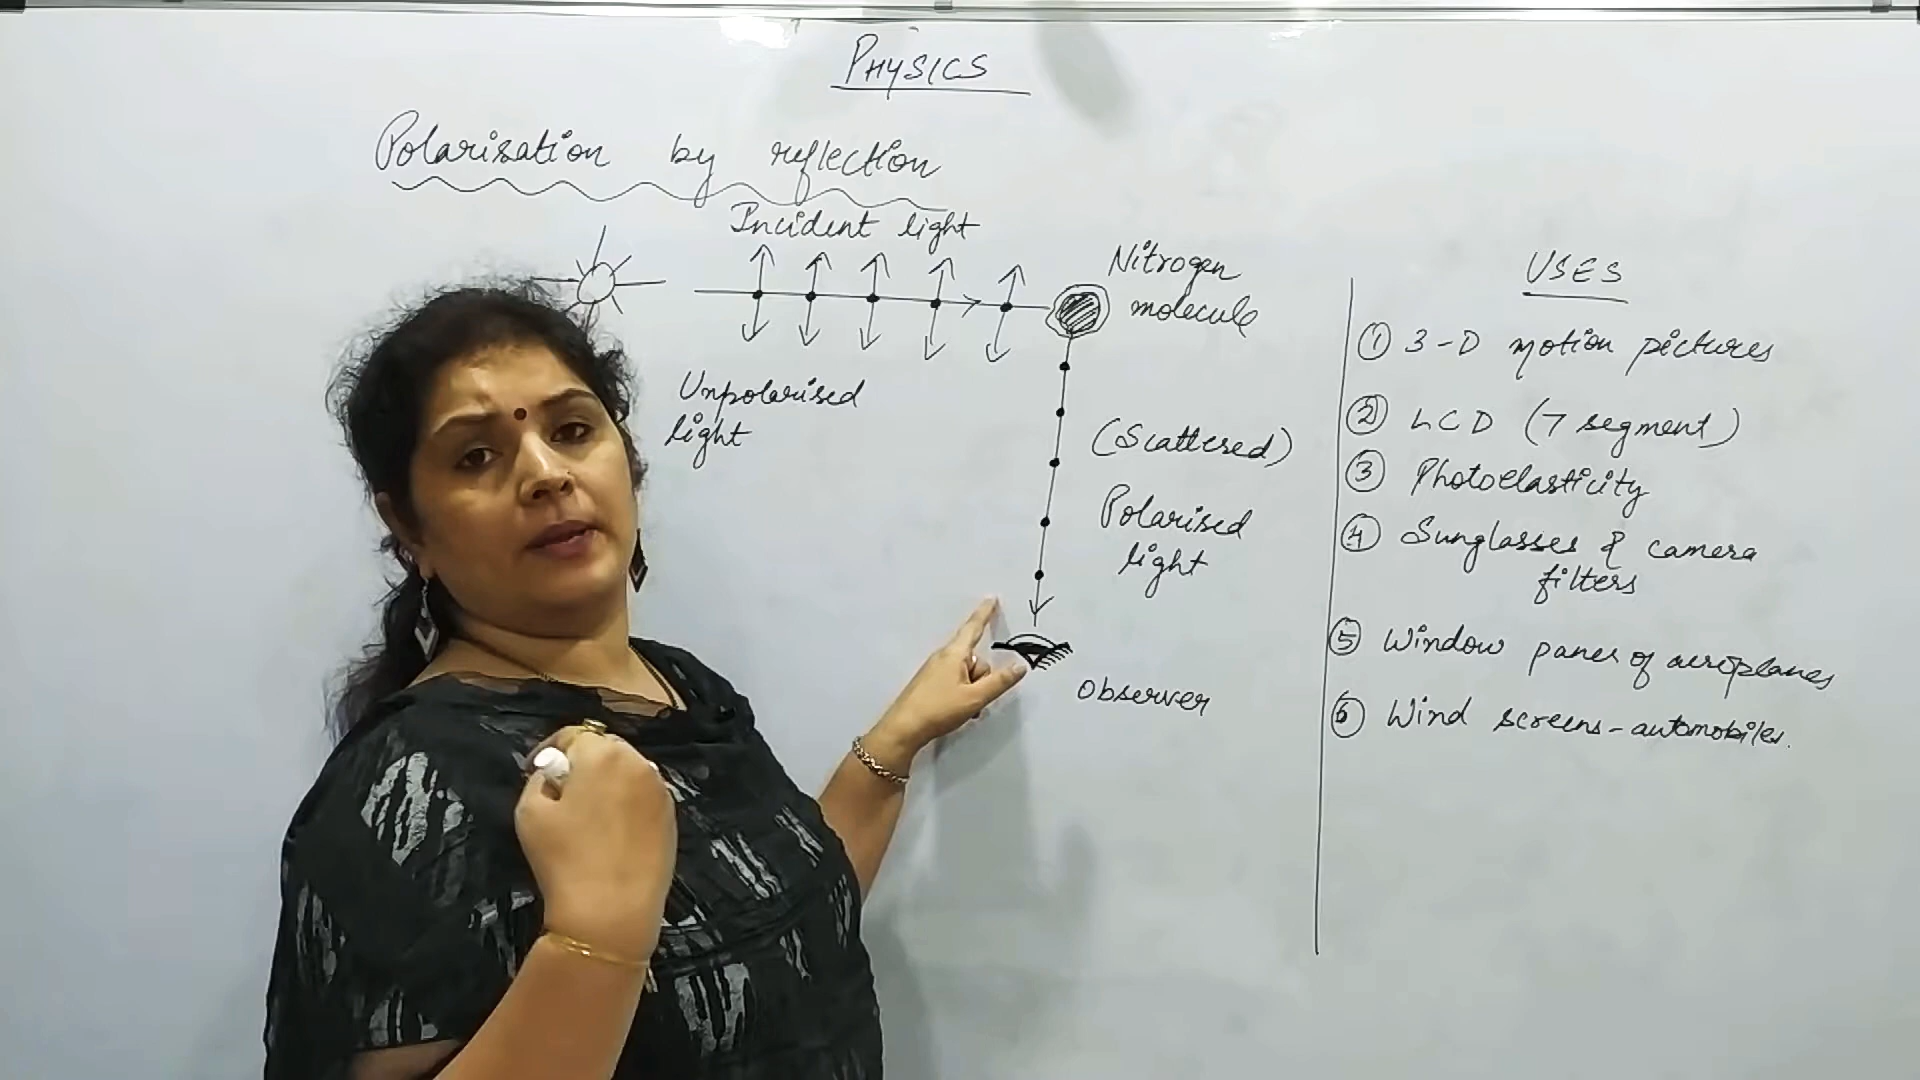 PHYSICS
Polarisation by reflection
Incident light
Nitrogen
molecule
Unpolarised
light
(Scattered)
Polarised
light
Observer
USES
① 3-D motion pictures
② LCD (7 segment)
③ Photoelasticity
④ Sunglasses & camera
filters
⑤ Window panes of aeroplanes
⑥ Wind screens - automobiles.